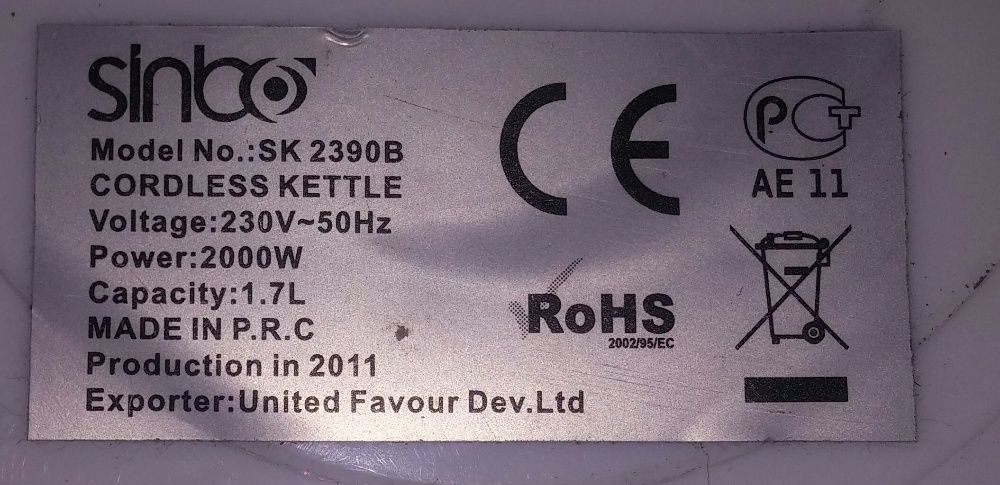 sinbo
Model No.:SK 2390B
CORDLESS KETTLE
Voltage:230V~50Hz
Power:2000W
Capacity:1.7L
MADE IN P.R.C
Production in 2011
Exporter:United Favour Dev.Ltd
CE
PCT
AE 11
RoHS
2002/95/EC